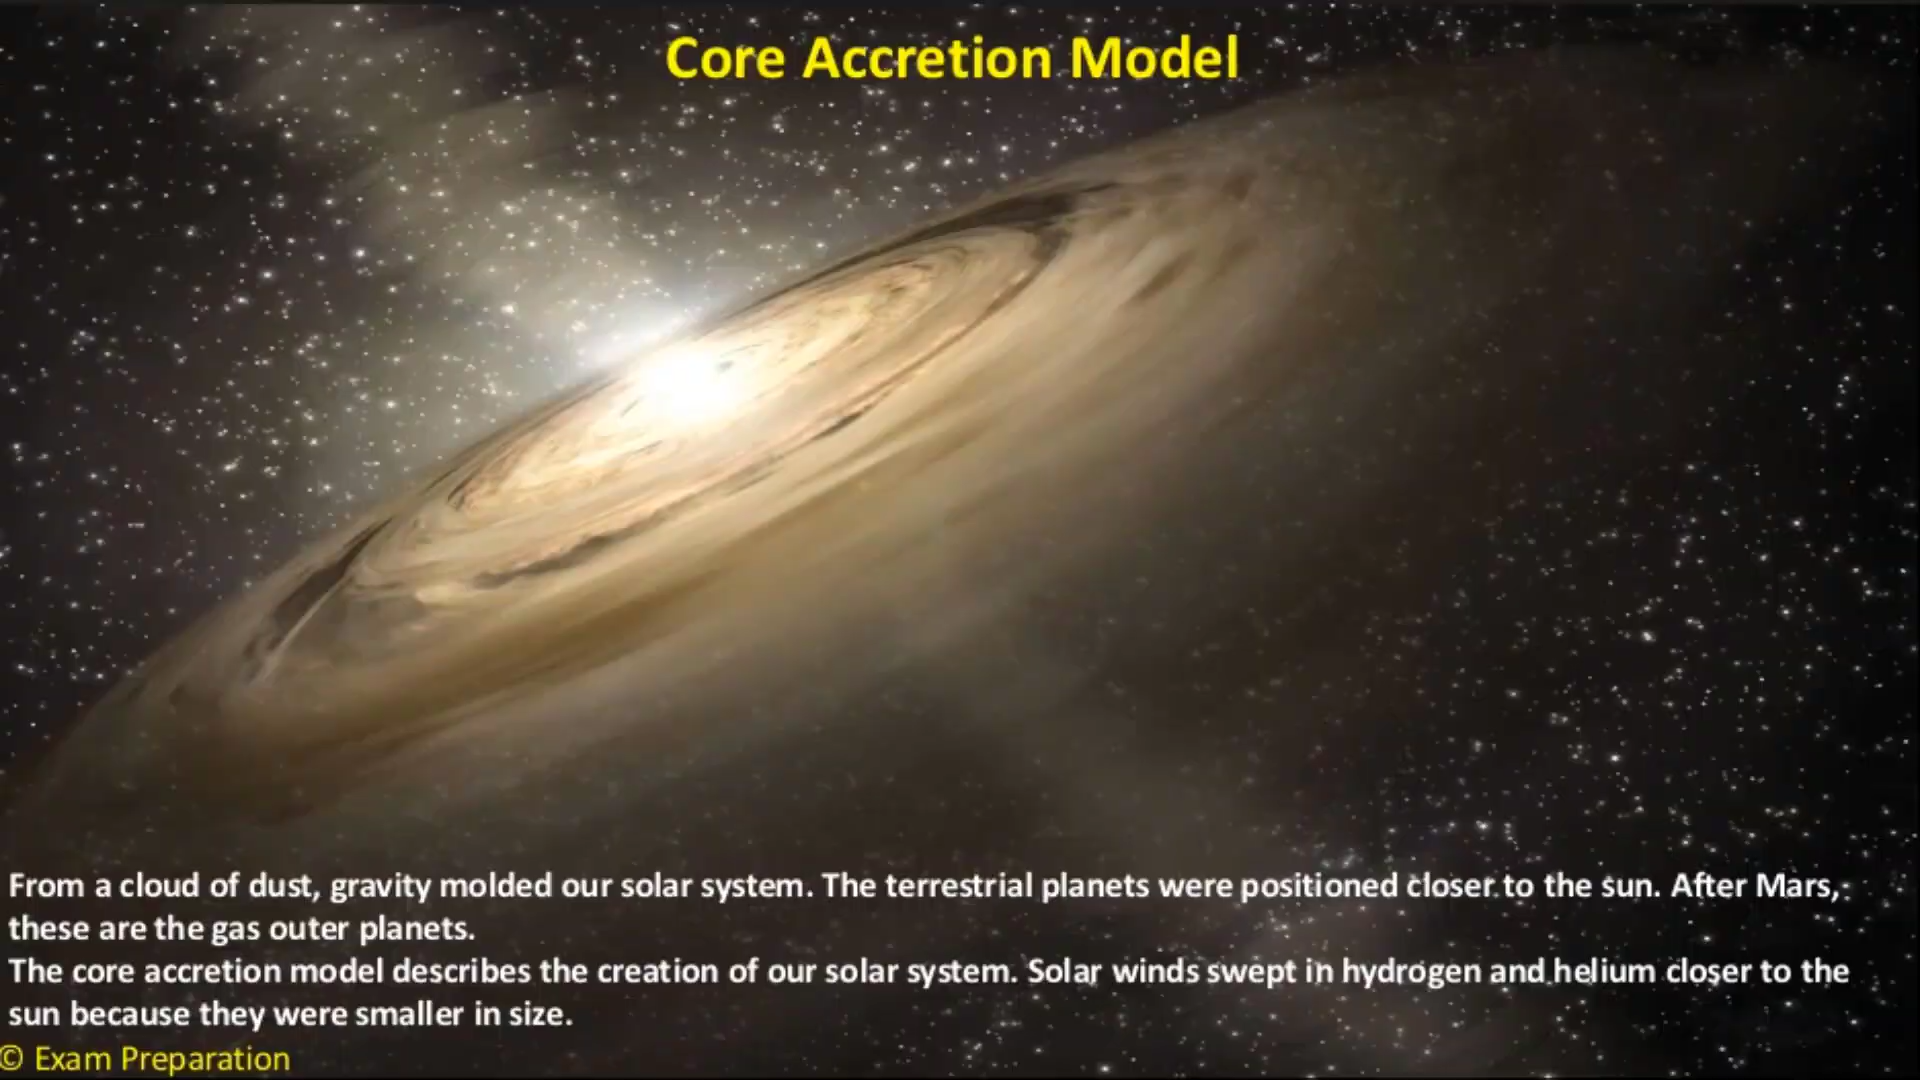 Core Accretion Model
From a cloud of dust, gravity molded our solar system. The terrestrial planets were positioned closer to the sun. After Mars,
these are the gas outer planets.
The core accretion model describes the creation of our solar system. Solar winds swept in hydrogen and helium closer to the
sun because they were smaller in size.
© Exam Preparation